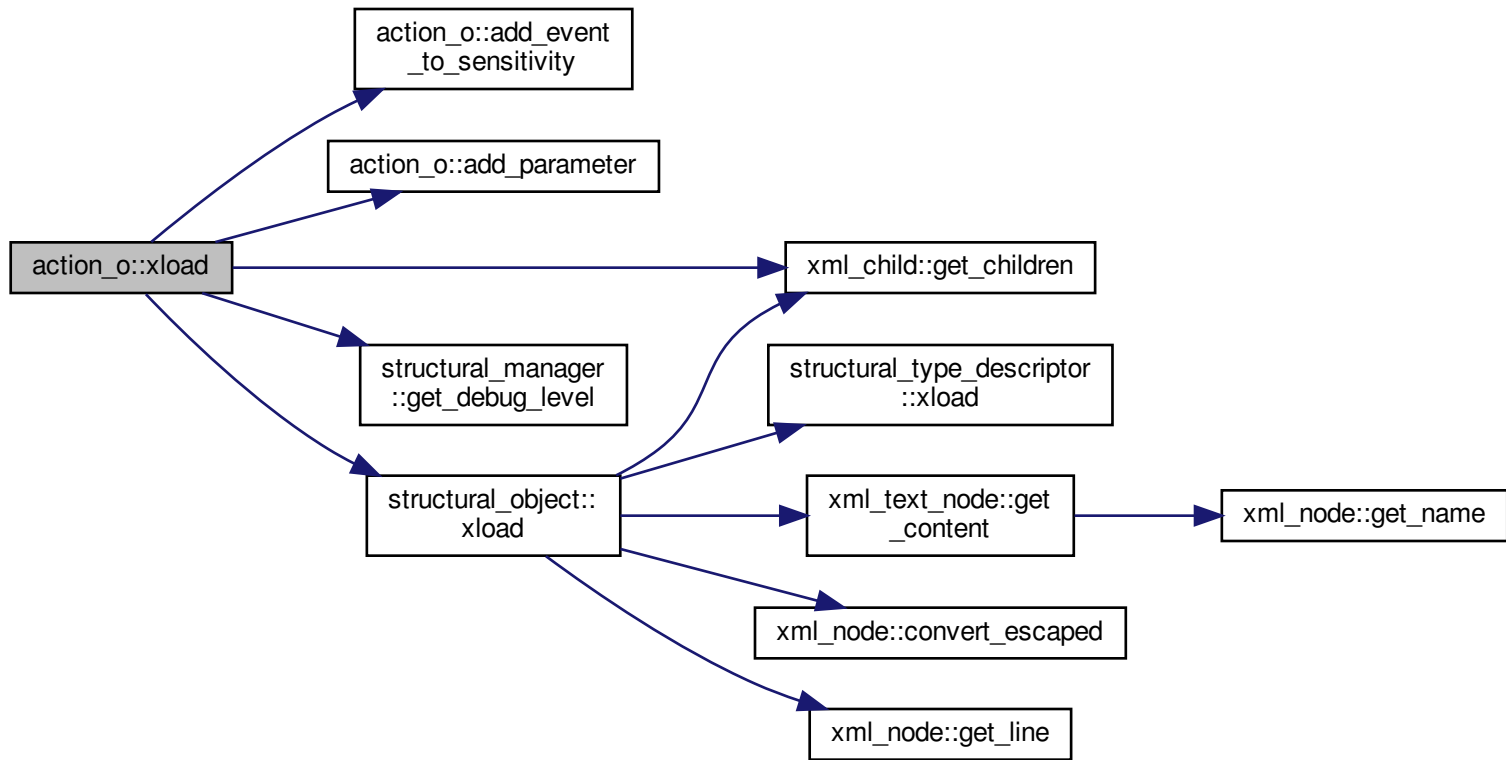 action_o::add_event
_to_sensitivity
action_o::add_parameter
action_o::xload
xml_child::get_children
structural_manager
::get_debug_level
structural_type_descriptor
::xload
structural_object::
xload
xml_text_node::get
_content
xml_node::get_name
xml_node::convert_escaped
xml_node::get_line